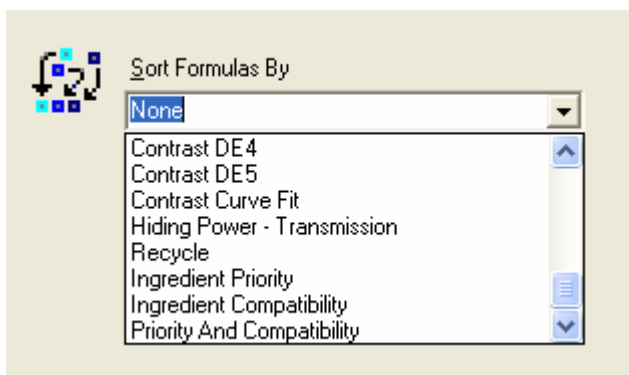 Sort Formulas By
None
Contrast DE4
Contrast DE5
Contrast Curve Fit
Hiding Power - Transmission
Recycle
Ingredient Priority
Ingredient Compatibility
Priority And Compatibility